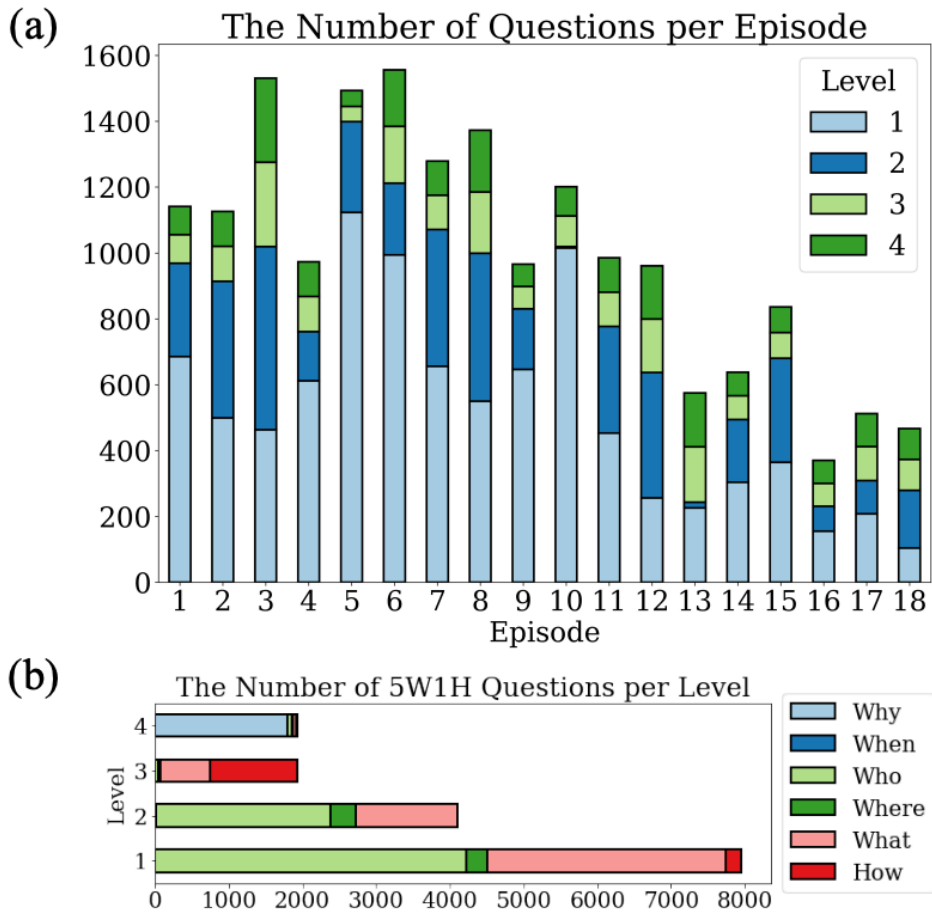 (a)
The Number of Questions per Episode
1600
1400
1200
1000
800
600
400
200
0
Level
1
2
3
4
1 2 3 4 5 6 7 8 9 10 11 12 13 14 15 16 17 18
Episode
(b)
The Number of 5W1H Questions per Level
Level
4
3
2
1
0 1000 2000 3000 4000 5000 6000 7000 8000
Why
When
Who
Where
What
How